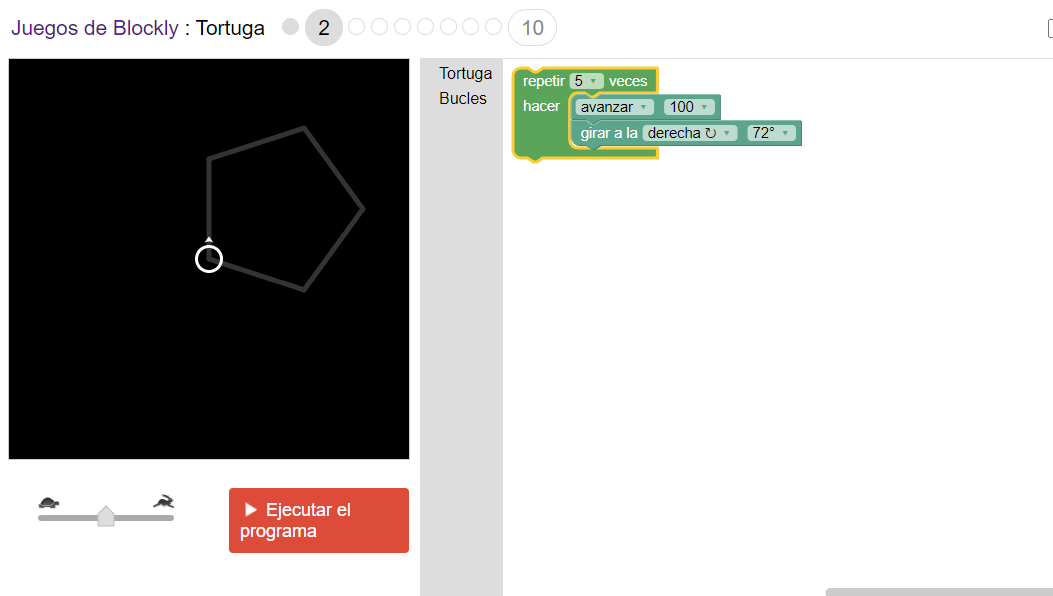 Juegos de Blockly : Tortuga 2 10
Tortuga
Bucles
repetir 5 veces
hacer avanzar 100
girar a la derecha ↻ 72°
Ejecutar el
programa